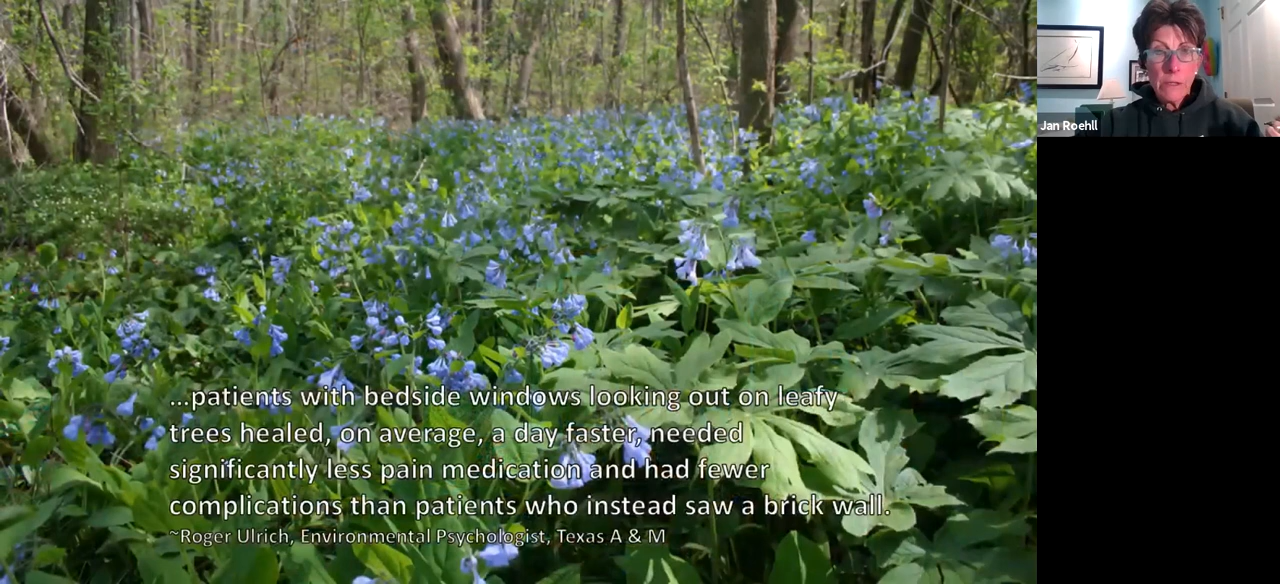 ...patients with bedside windows looking out on leafy
trees healed, on average, a day faster, needed
significantly less pain medication and had fewer
complications than patients who instead saw a brick wall.
~Roger Ulrich, Environmental Psychologist, Texas A & M
Jan Roehll